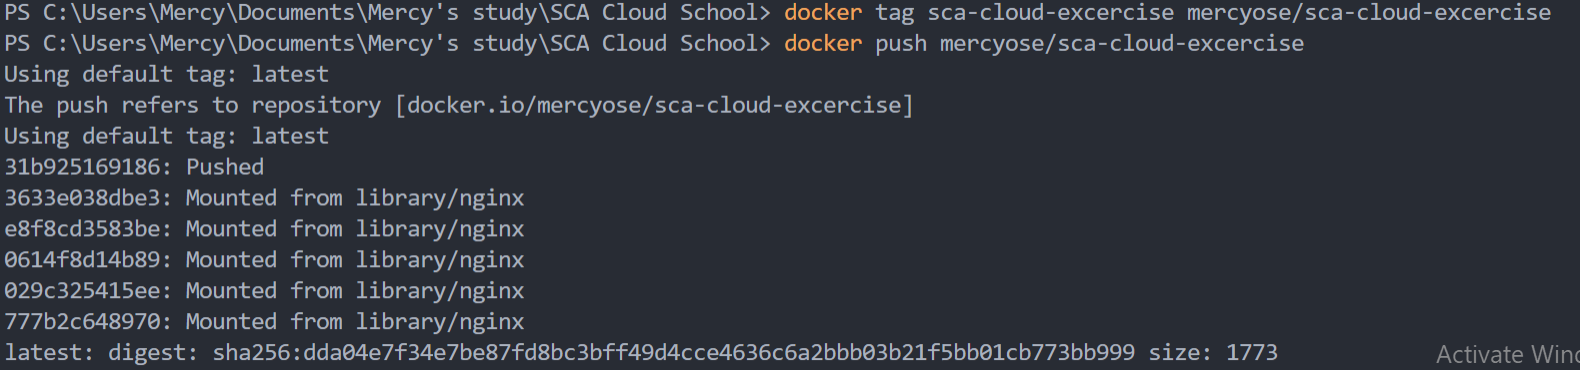 PS C:\Users\Mercy\Documents\Mercy's study\SCA Cloud School> docker tag sca-cloud-excercise mercyose/sca-cloud-excercise
PS C:\Users\Mercy\Documents\Mercy's study\SCA Cloud School> docker push mercyose/sca-cloud-excercise
Using default tag: latest
The push refers to repository [docker.io/mercyose/sca-cloud-excercise]
Using default tag: latest
31b925169186: Pushed
3633e038dbe3: Mounted from library/nginx
e8f8cd3583be: Mounted from library/nginx
0614f8d14b89: Mounted from library/nginx
029c325415ee: Mounted from library/nginx
777b2c648970: Mounted from library/nginx
latest: digest: sha256:dda04e7f34e7be87fd8bc3bff49d4cce4636c6a2bbb03b21f5bb01cb773bb999 size: 1773
Activate Winc